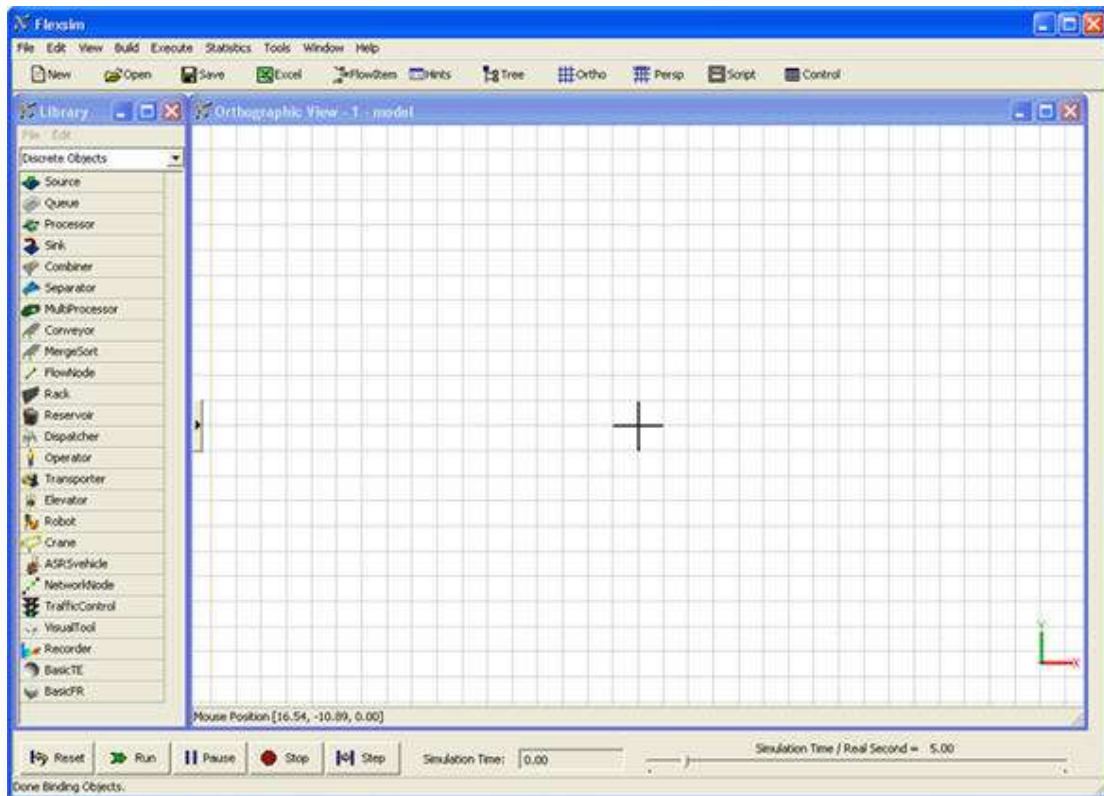 Flexsim
File Edit View Build Execute Statistics Tools Window Help
New Open Save Excel FlowItem Hints Tree Ortho Persp Script Control
Library
Orthographic View - 1 - model
File Edit
Discrete Objects
Source
Queue
Processor
Sink
Combiner
Separator
MultiProcessor
Conveyor
MergeSort
FlowNode
Rack
Reservoir
Dispatcher
Operator
Transporter
Elevator
Robot
Crane
ASRSvehicle
NetworkNode
TrafficControl
VisualTool
Recorder
BasicTE
BasicFR
Y
X
Mouse Position [16.54, -10.89, 0.00]
Reset Run Pause Stop Step Simulation Time: 0.00 Simulation Time / Real Second = 5.00
Done Binding Objects.